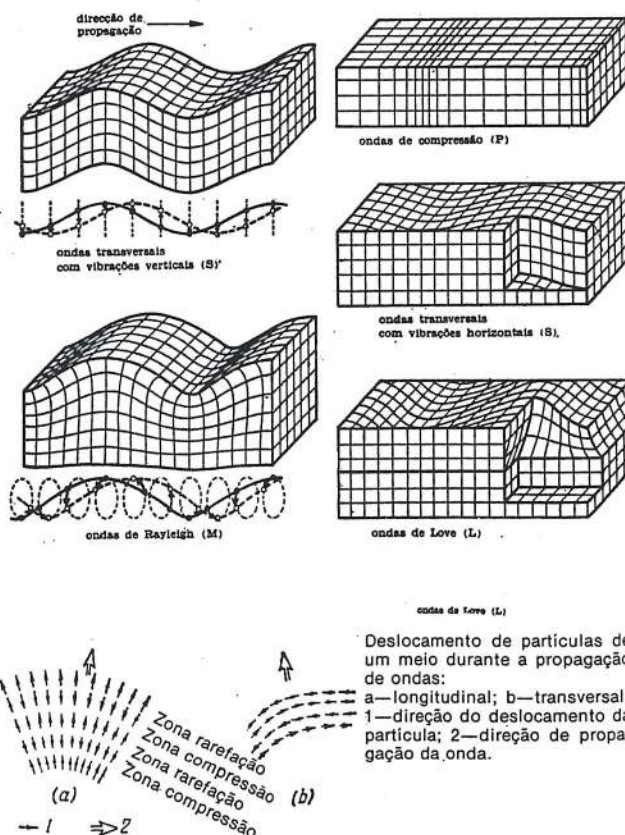 direcção de
propagação
ondas transversais
com vibrações verticais (S)
ondas de compressão (P)
ondas transversais
com vibrações horizontais (S).
ondas de Rayleigh (M)
ondas de Love (L)
ondas de Love (L)
Deslocamento de partículas de
um meio durante a propagação
de ondas:
a—longitudinal; b—transversal
1—direção do deslocamento da
partícula; 2—direção de propa-
gação da onda.
Zona rarefação
Zona compressão
Zona rarefação
Zona compressão
(a)
(b)
1
2